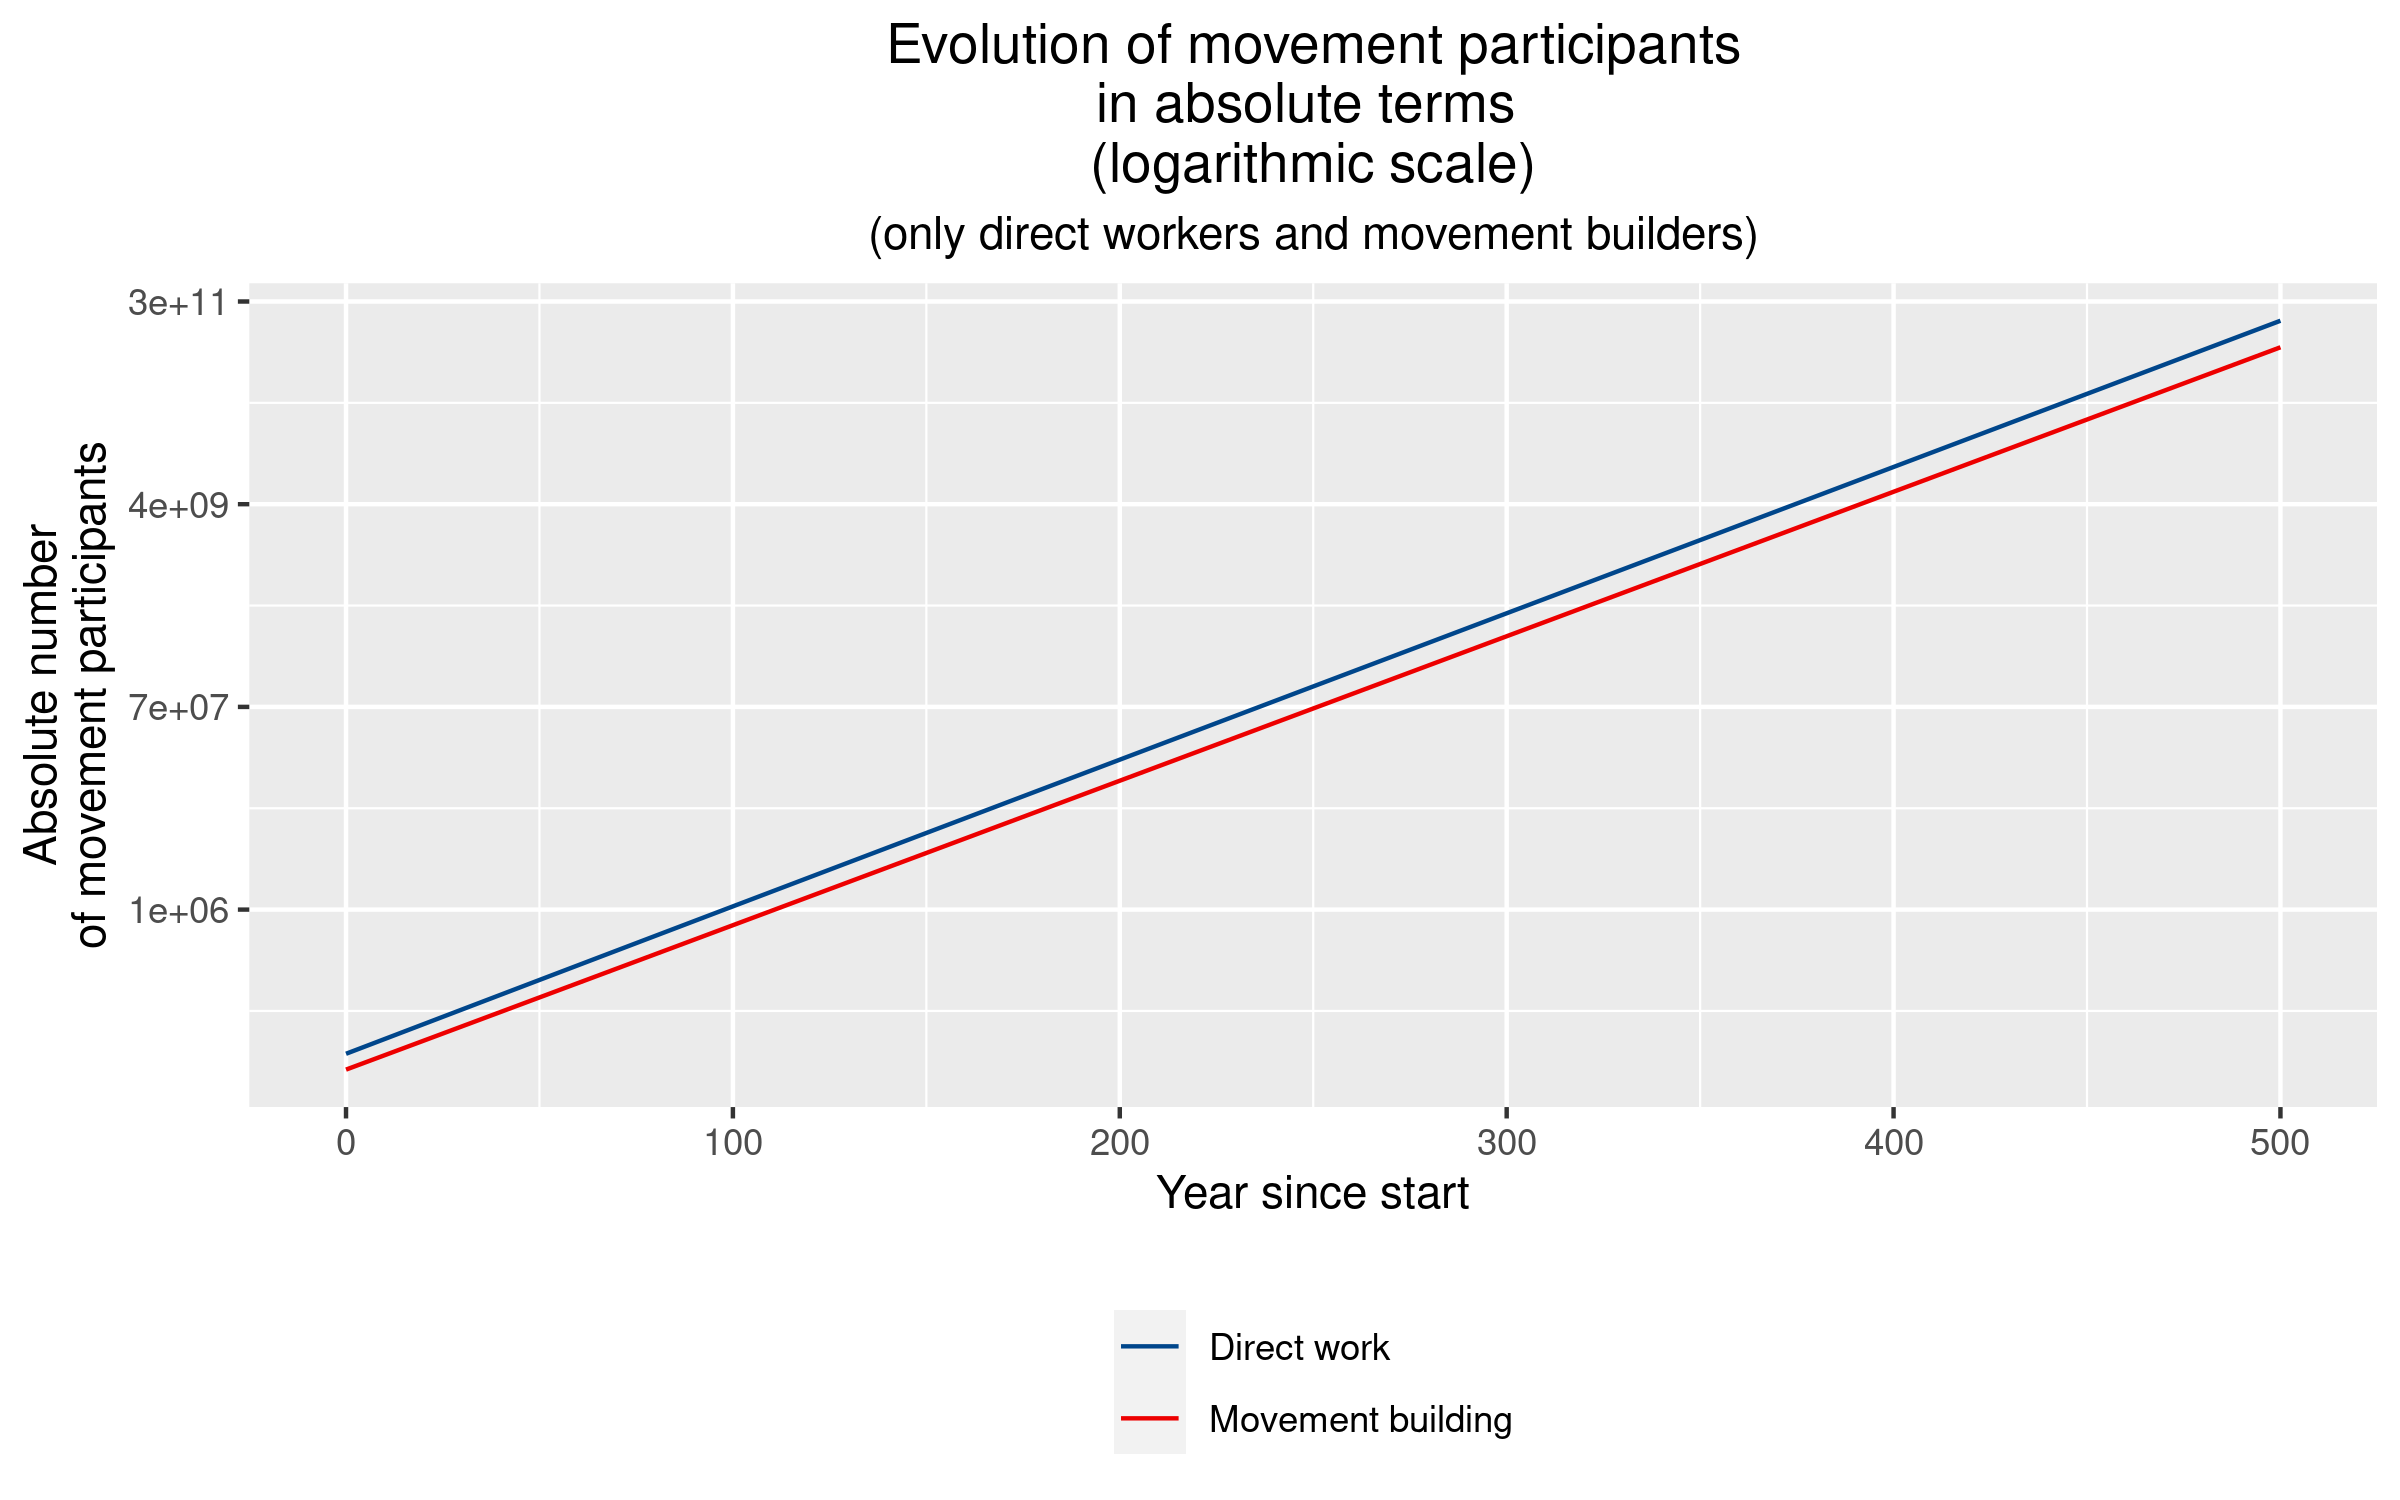 Evolution of movement participants
in absolute terms
(logarithmic scale)
(only direct workers and movement builders)
Absolute number
of movement participants
3e+11
4e+09
7e+07
1e+06
0 100 200 300 400 500
Year since start
Direct work
Movement building